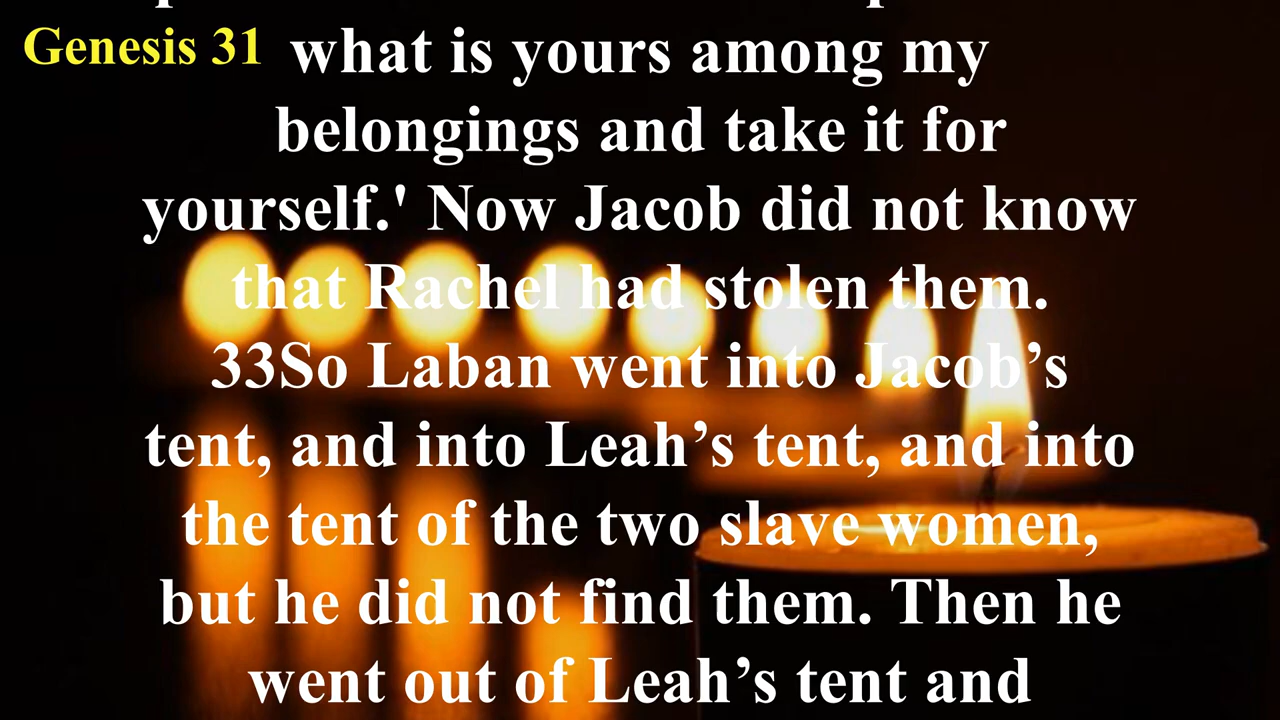 Genesis 31
what is yours among my
belongings and take it for
yourself.' Now Jacob did not know
that Rachel had stolen them.
33So Laban went into Jacob’s
tent, and into Leah’s tent, and into
the tent of the two slave women,
but he did not find them. Then he
went out of Leah’s tent and